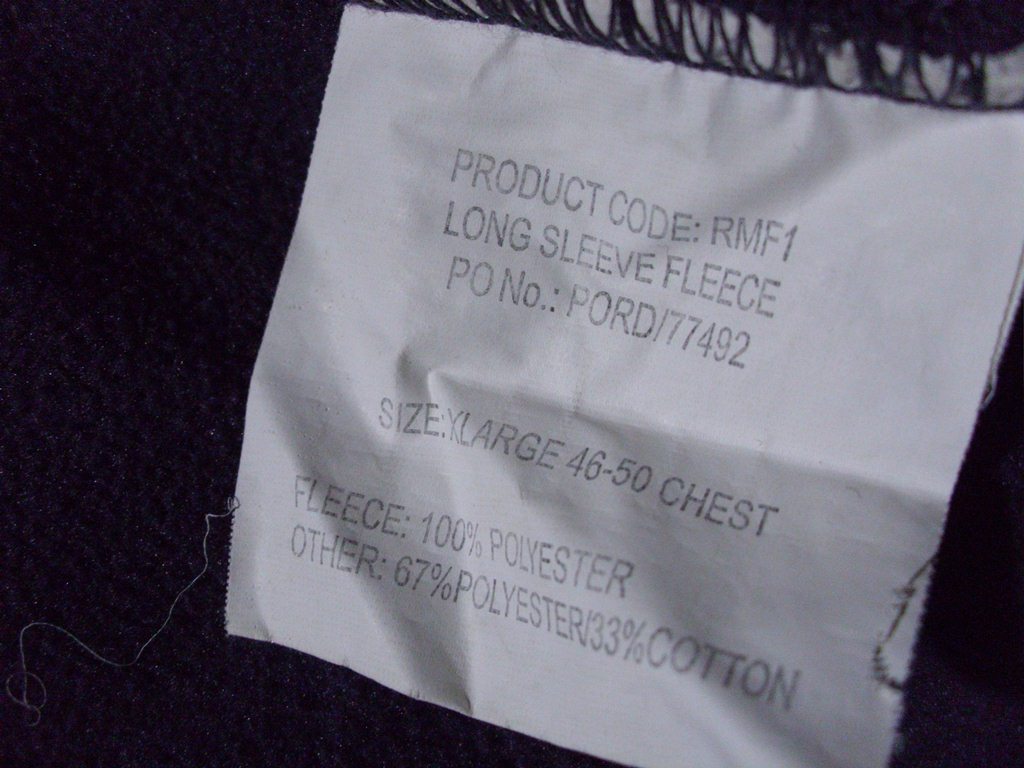 PRODUCT CODE: RMF1
LONG SLEEVE FLEECE
PO No.: PORD/77492
SIZE:XLARGE 46-50 CHEST
FLEECE: 100% POLYESTER
OTHER: 67%POLYESTER/33%COTTON